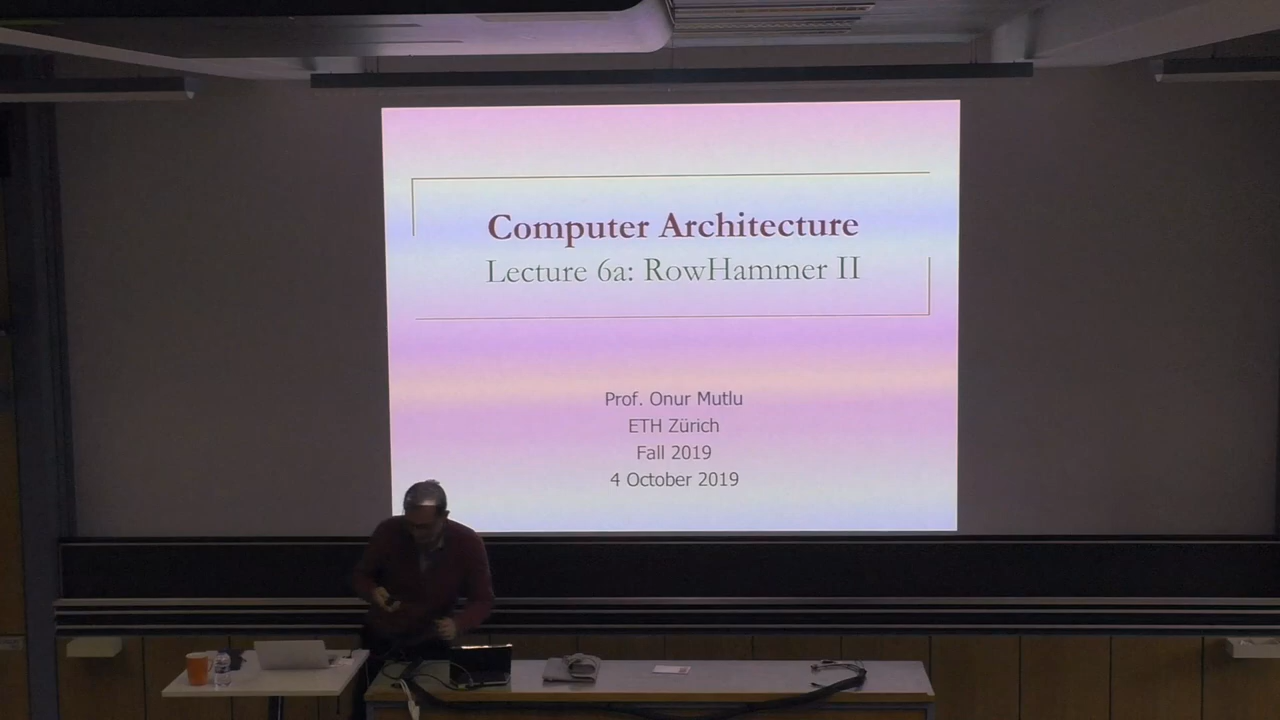 Computer Architecture
Lecture 6a: RowHammer II
Prof. Onur Mutlu
ETH Zürich
Fall 2019
4 October 2019